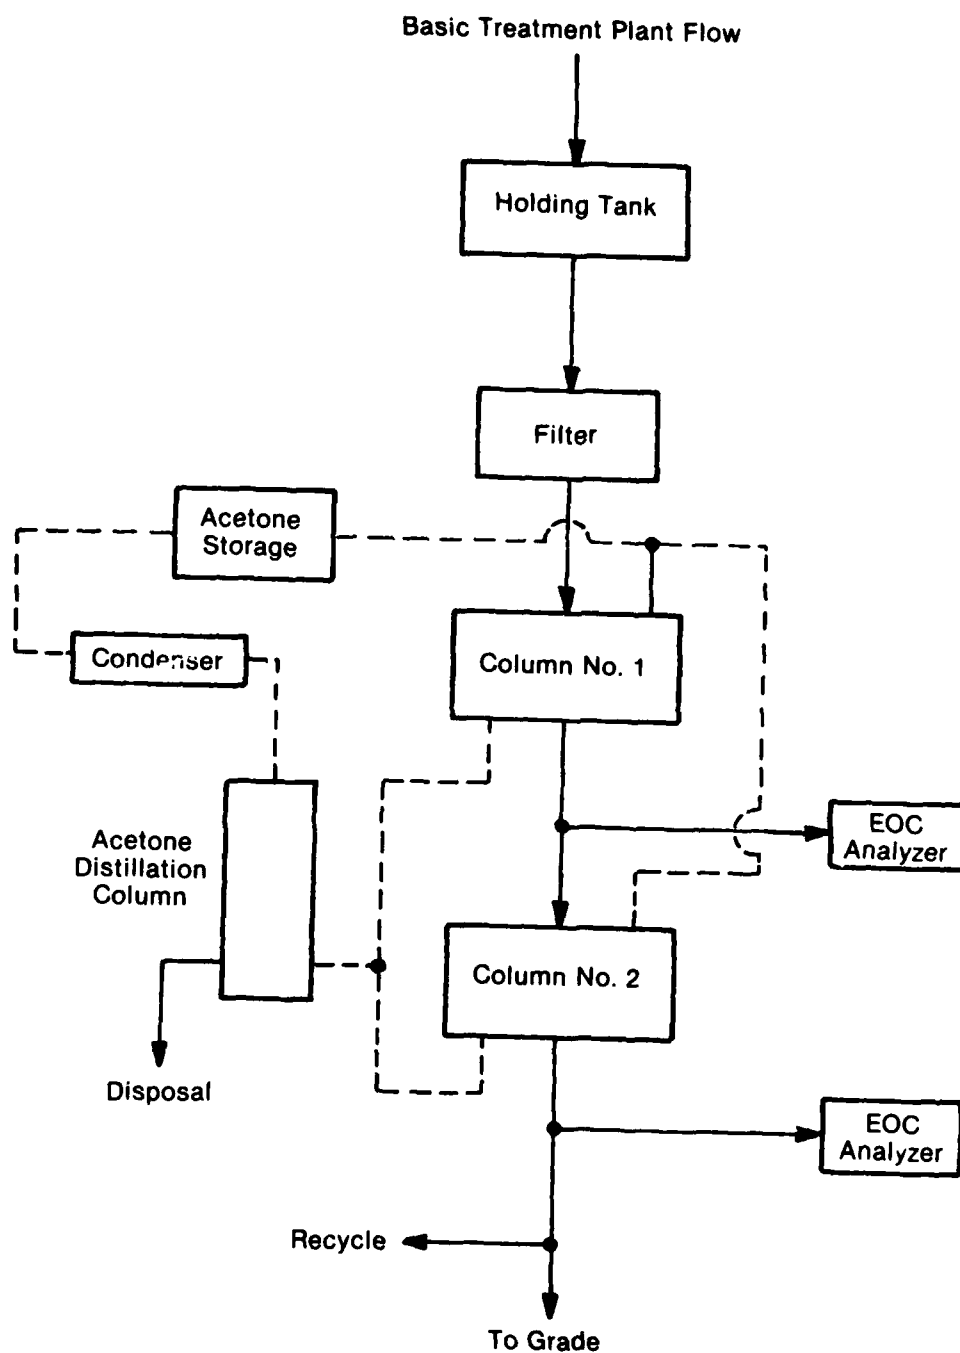 Basic Treatment Plant Flow
Holding Tank
Filter
Acetone
Storage
Condenser
Column No. 1
EOC
Analyzer
Acetone
Distillation
Column
Column No. 2
Disposal
EOC
Analyzer
Recycle
To Grade